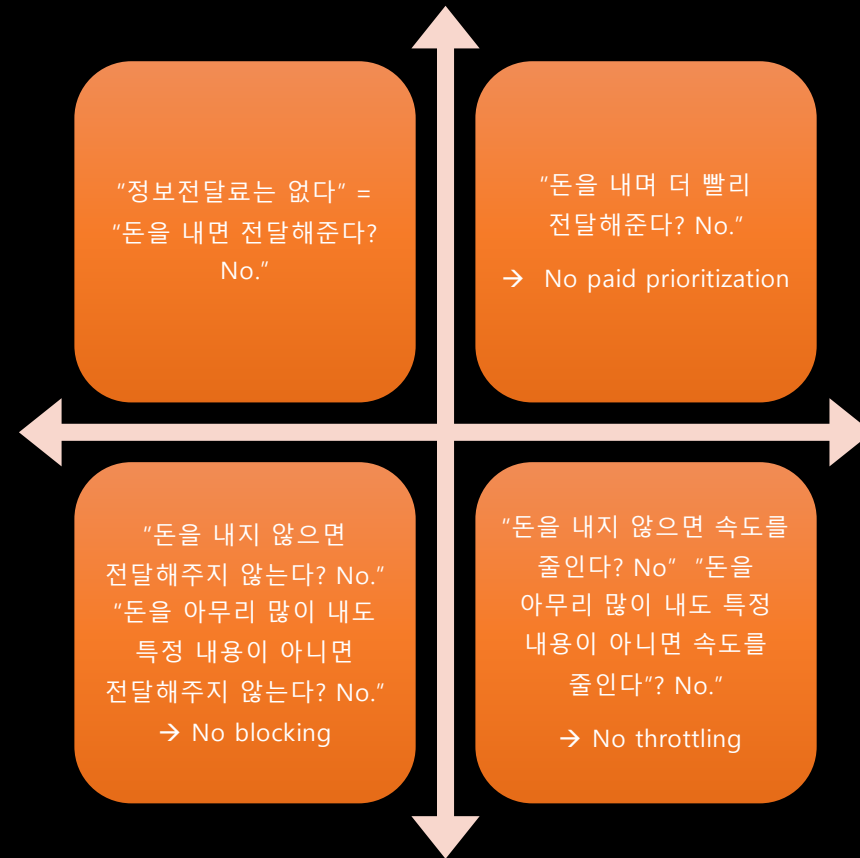 “정보전달료는 없다“ =
“돈을 내면 전달해준다?
No.”
“돈을 내며 더 빨리
전달해준다? No.”
→ No paid prioritization
“돈을 내지 않으면
전달해주지 않는다? No.”
“돈을 아무리 많이 내도
특정 내용이 아니면
전달해주지 않는다? No.”
→ No blocking
“돈을 내지 않으면 속도를
줄인다? No” “돈을
아무리 많이 내도 특정
내용이 아니면 속도를
줄인다“? No.”
→ No throttling